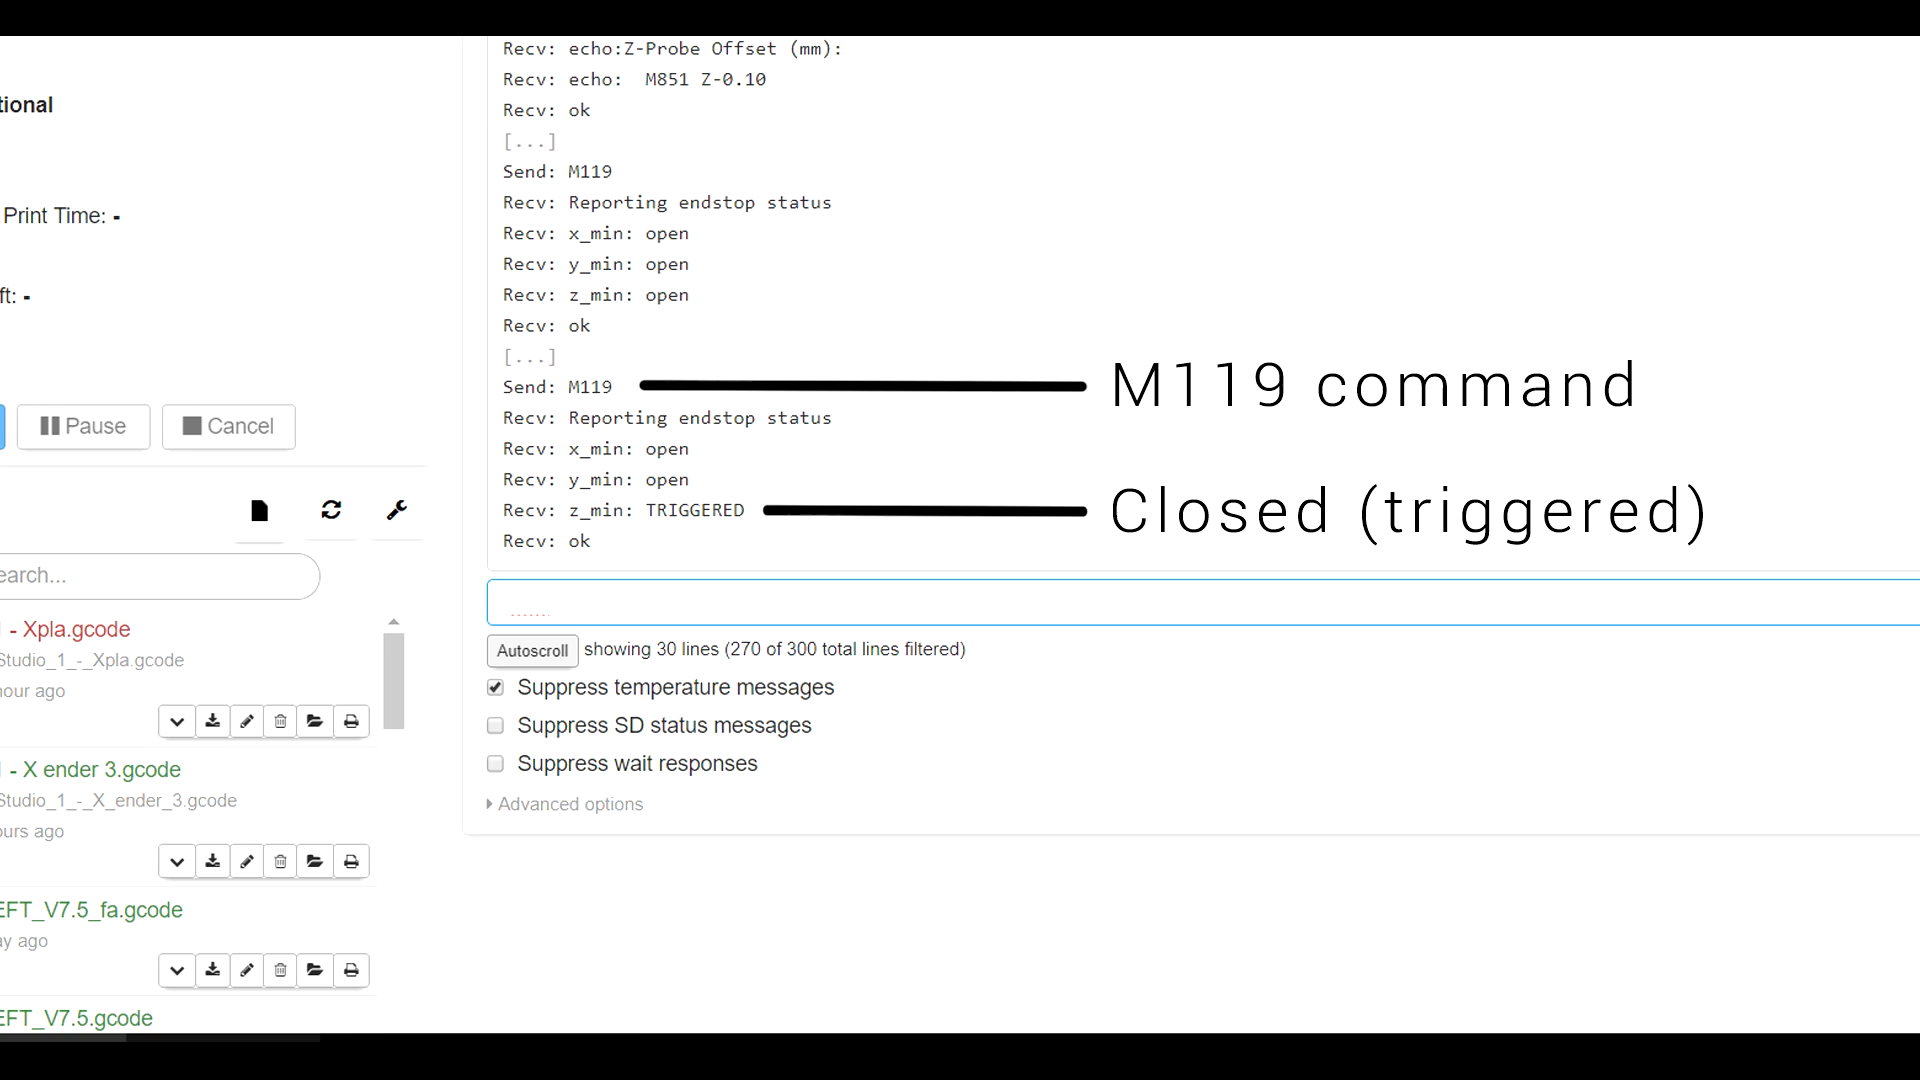 tional
Print Time: -
ft: -
Pause
Cancel
earch...
- Xpla.gcode
Studio_1_-_Xpla.gcode
hour ago
- X ender 3.gcode
Studio_1_-_X_ender_3.gcode
ours ago
EFT_V7.5_fa.gcode
ay ago
EFT_V7.5.gcode
Recv: echo:Z-Probe Offset (mm):
Recv: echo:  M851 Z-0.10
Recv: ok
[...]
Send: M119
Recv: Reporting endstop status
Recv: x_min: open
Recv: y_min: open
Recv: z_min: open
Recv: ok
[...]
Send: M119
Recv: Reporting endstop status
Recv: x_min: open
Recv: y_min: open
Recv: z_min: TRIGGERED
Recv: ok
M119 command
Closed (triggered)
Autoscroll showing 30 lines (270 of 300 total lines filtered)
Suppress temperature messages
Suppress SD status messages
Suppress wait responses
Advanced options